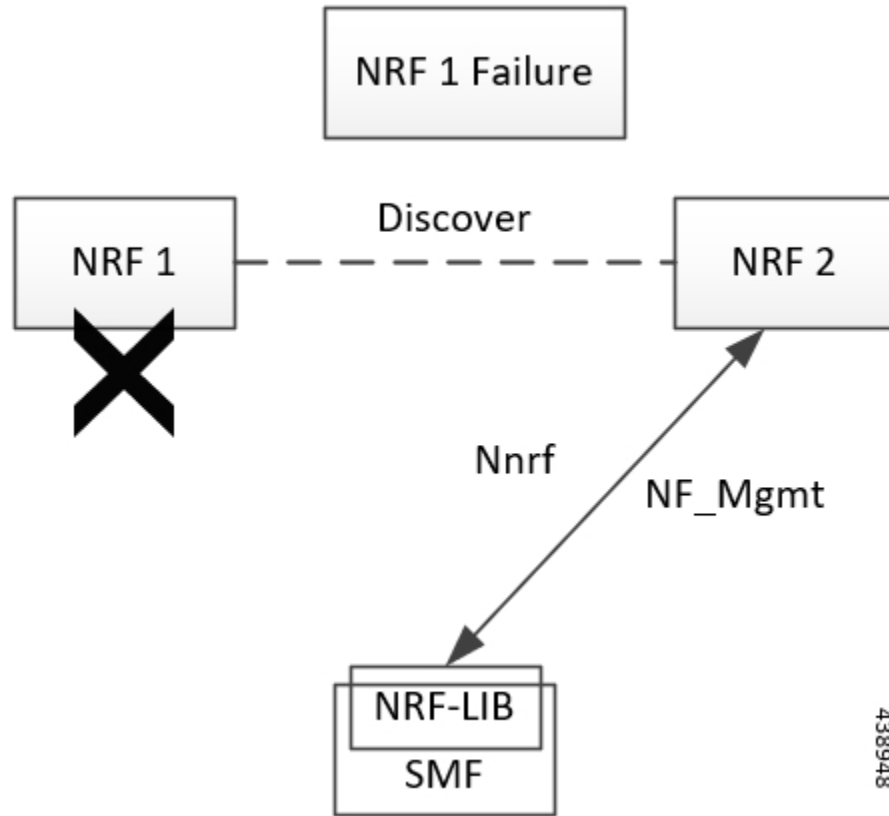 NRF 1 Failure
Discover
NRF 1
NRF 2
Nnrf
NF_Mgmt
NRF-LIB
SMF
438948